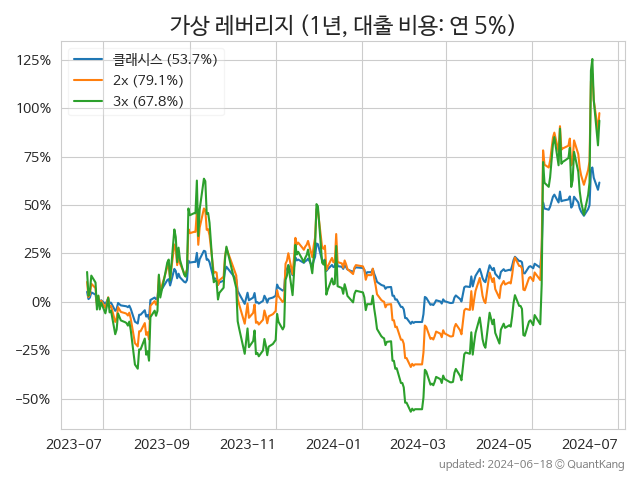 가상 레버리지 (1년, 대출 비용: 연 5%)
클래시스 (53.7%)
2x (79.1%)
3x (67.8%)
125%
100%
75%
50%
25%
0%
−25%
−50%
2023-07 2023-09 2023-11 2024-01 2024-03 2024-05 2024-07
updated: 2024-06-18 © QuantKang